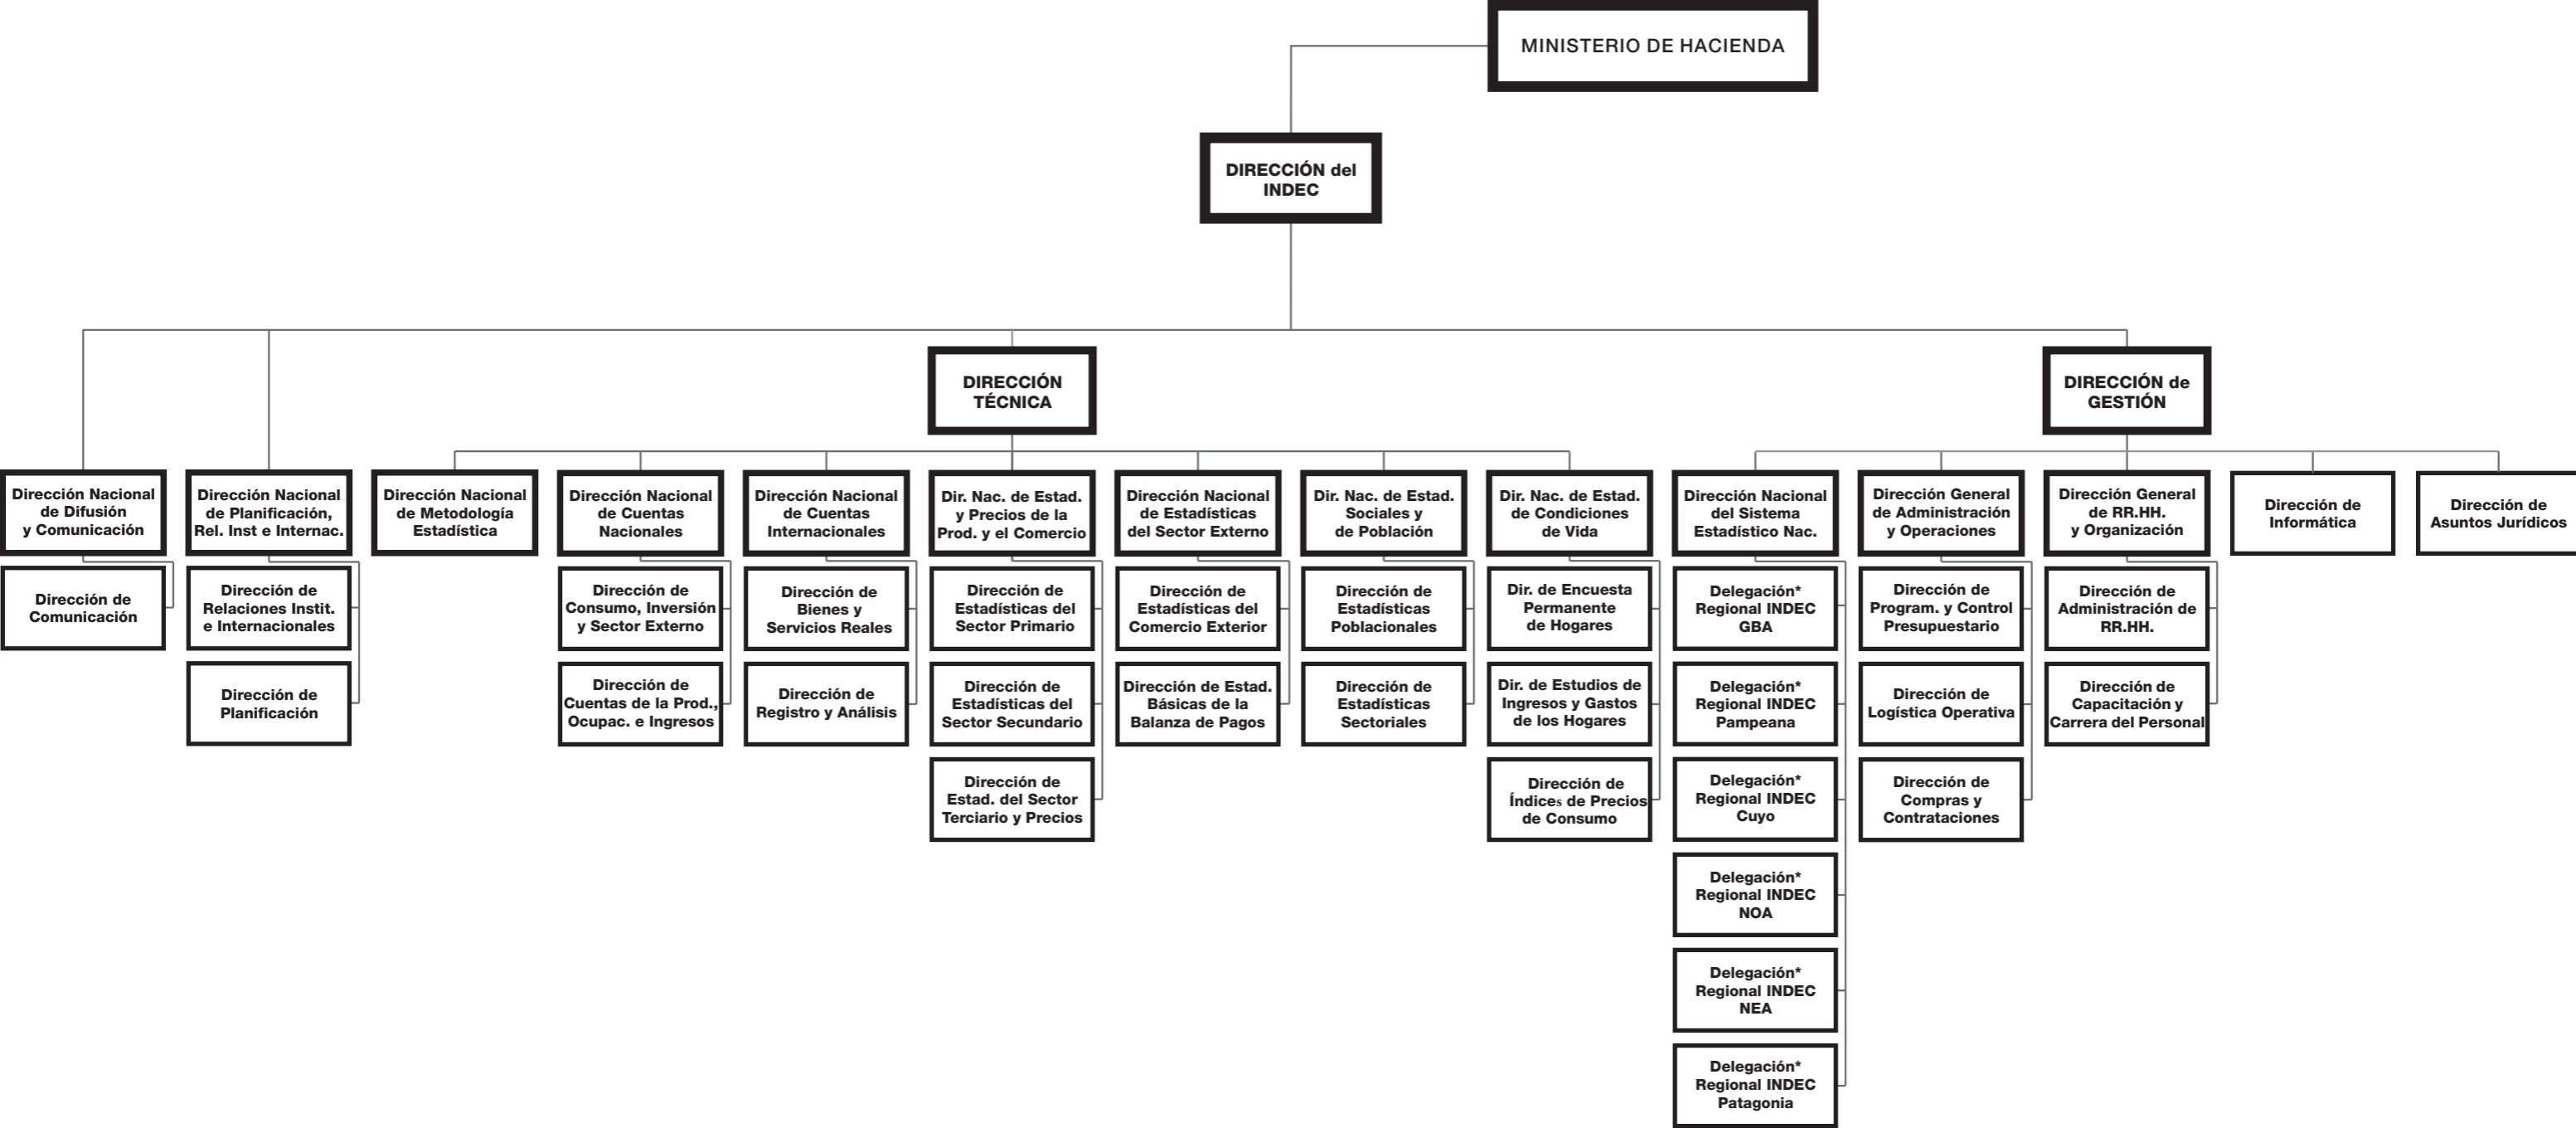 MINISTERIO DE HACIENDA
DIRECCIÓN del
INDEC
DIRECCIÓN
TÉCNICA
DIRECCIÓN de
GESTIÓN
Dirección Nacional
de Difusión
y Comunicación
Dirección Nacional
de Planificación,
Rel. Inst e Internac.
Dirección Nacional
de Metodología
Estadística
Dirección Nacional
de Cuentas
Nacionales
Dirección Nacional
de Cuentas
Internacionales
Dir. Nac. de Estad.
y Precios de la
Prod. y el Comercio
Dirección Nacional
de Estadísticas
del Sector Externo
Dir. Nac. de Estad.
Sociales y
de Población
Dir. Nac. de Estad.
de Condiciones
de Vida
Dirección Nacional
del Sistema
Estadístico Nac.
Dirección General
de Administración
y Operaciones
Dirección General
de RR.HH.
y Organización
Dirección de
Informática
Dirección de
Asuntos Jurídicos
Dirección de
Comunicación
Dirección de
Relaciones Instit.
e Internacionales
Dirección de
Consumo, Inversión
y Sector Externo
Dirección de
Bienes y
Servicios Reales
Dirección de
Estadísticas del
Sector Primario
Dirección de
Estadísticas del
Comercio Exterior
Dirección de
Estadísticas
Poblacionales
Dir. de Encuesta
Permanente
de Hogares
Delegación*
Regional INDEC
GBA
Dirección de
Program. y Control
Presupuestario
Dirección de
Administración de
RR.HH.
Dirección de
Planificación
Dirección de
Cuentas de la Prod.,
Ocupac. e Ingresos
Dirección de
Registro y Análisis
Dirección de
Estadísticas del
Sector Secundario
Dirección de Estad.
Básicas de la
Balanza de Pagos
Dirección de
Estadísticas
Sectoriales
Dir. de Estudios de
Ingresos y Gastos
de los Hogares
Delegación*
Regional INDEC
Pampeana
Dirección de
Logística Operativa
Dirección de
Capacitación y
Carrera del Personal
Dirección de
Estad. del Sector
Terciario y Precios
Dirección de
Índices de Precios
de Consumo
Delegación*
Regional INDEC
Cuyo
Dirección de
Compras y
Contrataciones
Delegación*
Regional INDEC
NOA
Delegación*
Regional INDEC
NEA
Delegación*
Regional INDEC
Patagonia